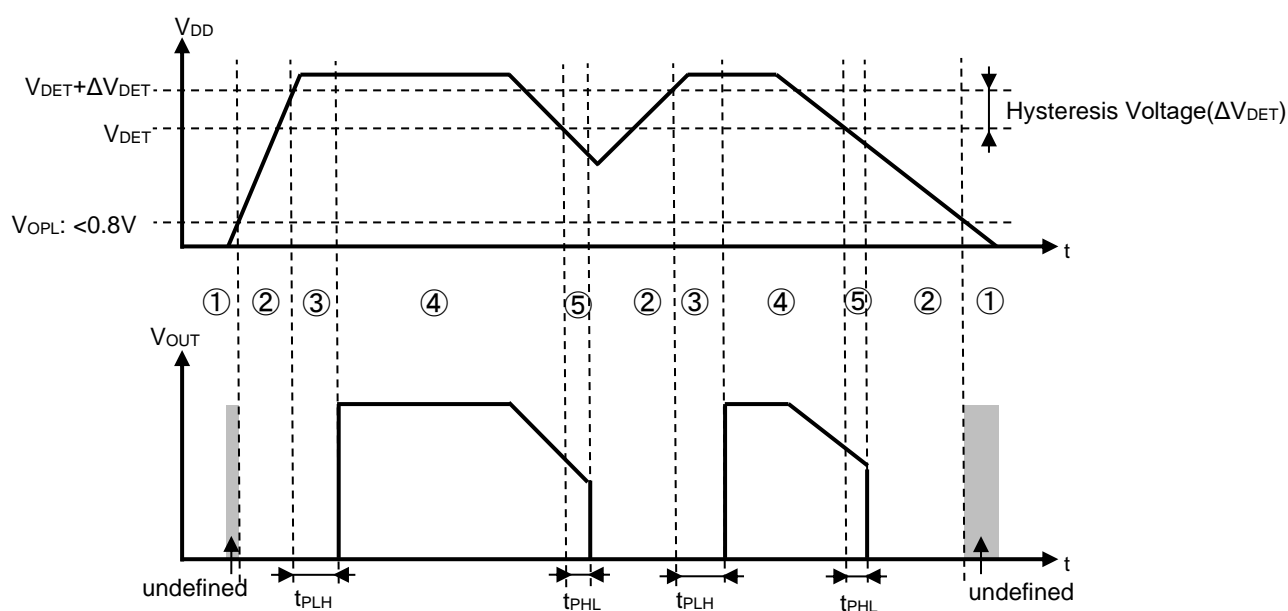 VDD
VDET+ΔVDET
Hysteresis Voltage(ΔVDET)
VDET
VOPL: <0.8V
t
① ② ③ ④ ⑤ ② ③ ④ ⑤ ② ①
VOUT
t
undefined
tPLH
tPHL
tPLH
tPHL
undefined